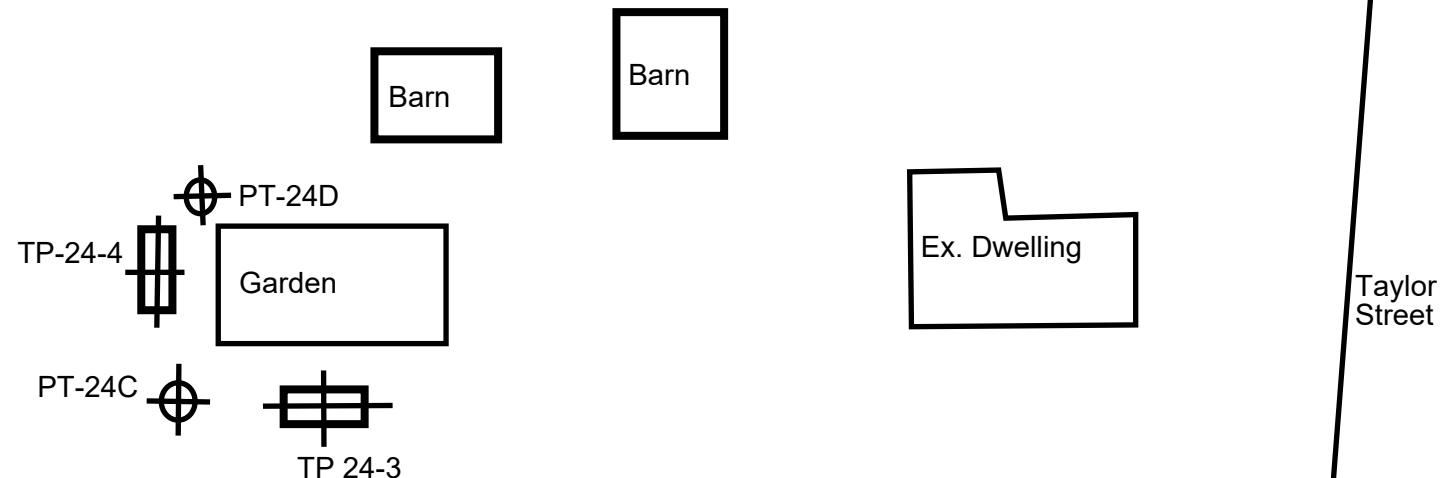 Barn
Barn
PT-24D
TP-24-4
Garden
Ex. Dwelling
Taylor
Street
PT-24C
TP 24-3